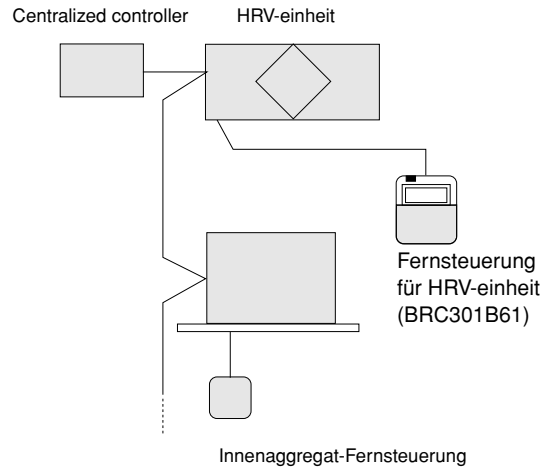 Centralized controller
HRV-einheit
Fernsteuerung
für HRV-einheit
(BRC301B61)
Innenaggregat-Fernsteuerung